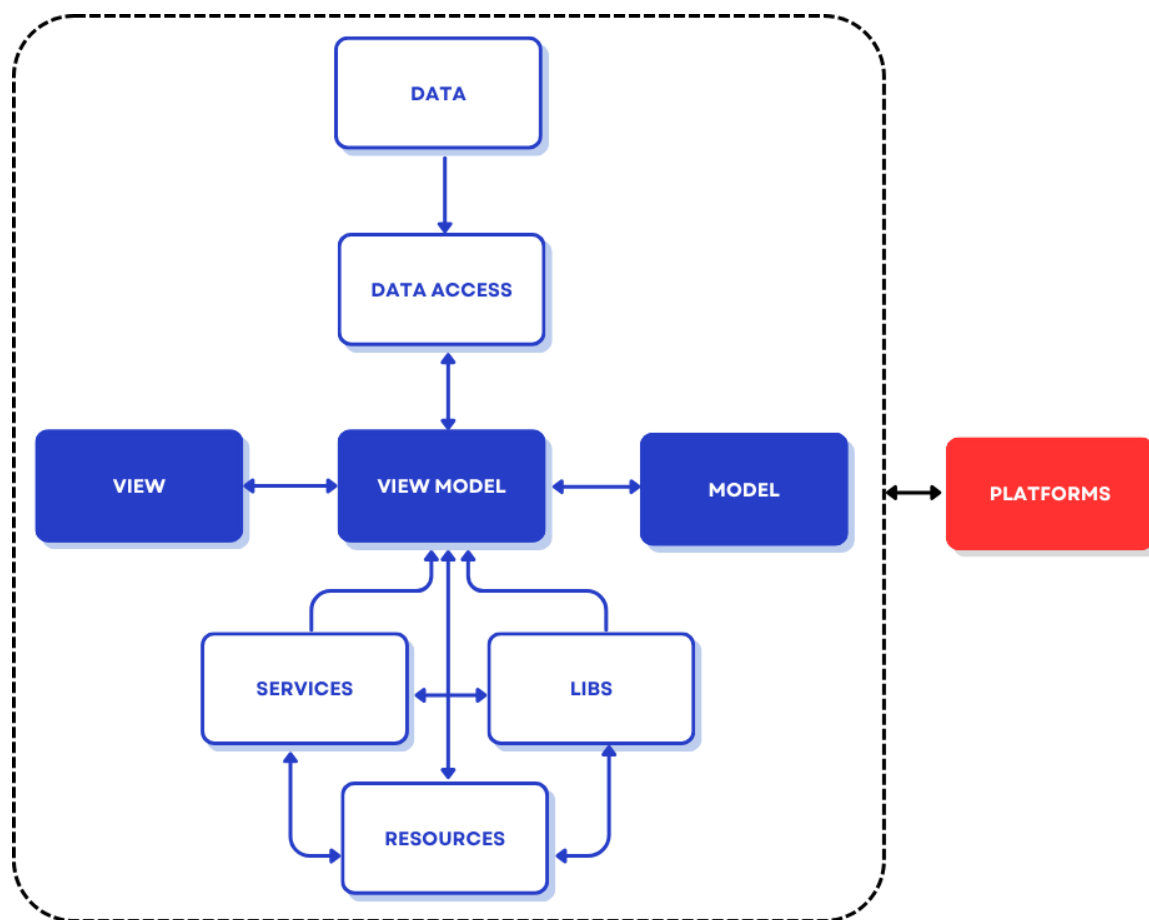 DATA
DATA ACCESS
VIEW
VIEW MODEL
MODEL
PLATFORMS
SERVICES
LIBS
RESOURCES